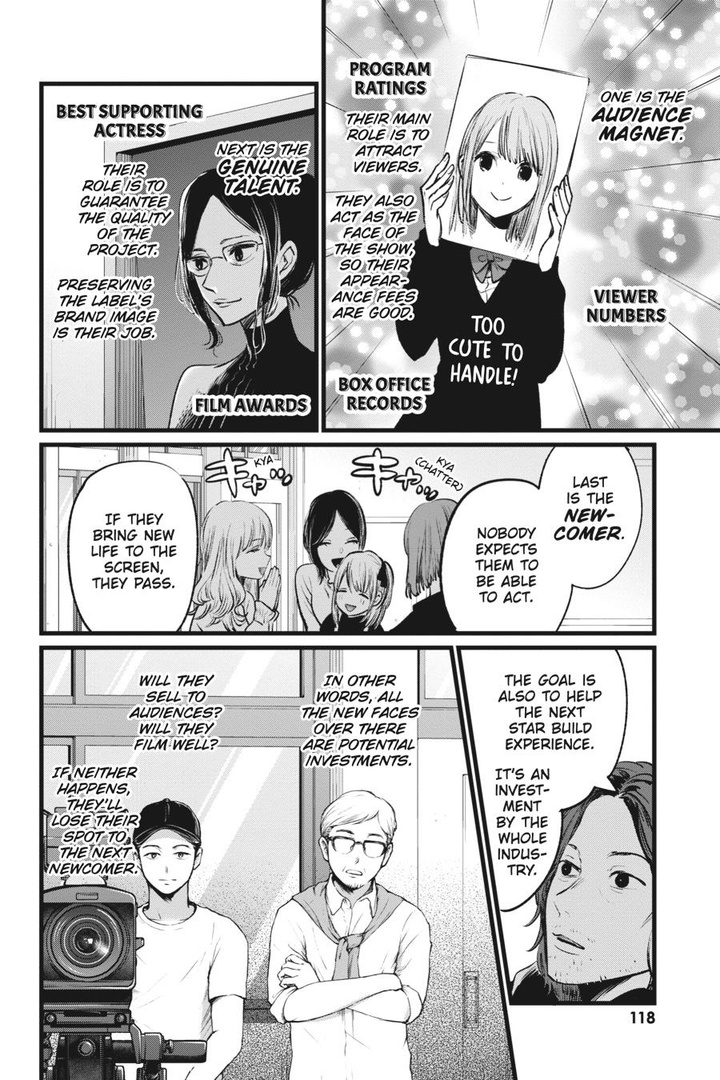 ONE IS THE
AUDIENCE
MAGNET.
PROGRAM
RATINGS
THEIR MAIN
ROLE IS TO
ATTRACT
VIEWERS.
THEY ALSO
ACT AS THE
FACE OF
THE SHOW,
SO THEIR
APPEAR-
ANCE FEES
ARE GOOD.
VIEWER
NUMBERS
TOO
CUTE TO
HANDLE!
BOX OFFICE
RECORDS
BEST SUPPORTING
ACTRESS
NEXT IS THE
GENUINE
TALENT.
THEIR
ROLE IS TO
GUARANTEE
THE QUALITY
OF THE
PROJECT.
PRESERVING
THE LABEL'S
BRAND IMAGE
IS THEIR JOB.
FILM AWARDS
LAST
IS THE
NEW-
COMER.
NOBODY
EXPECTS
THEM TO
BE ABLE
TO ACT.
キャ…
KYA
(CHATTER)
キャ…
KYA
IF THEY
BRING NEW
LIFE TO THE
SCREEN,
THEY PASS.
THE GOAL IS
ALSO TO HELP
THE NEXT
STAR BUILD
EXPERIENCE.
IT'S AN
INVEST-
MENT
BY THE
WHOLE
INDUS-
TRY.
IN OTHER
WORDS, ALL
THE NEW FACES
OVER THERE
ARE POTENTIAL
INVESTMENTS.
WILL THEY
SELL TO
AUDIENCES?
WILL THEY
FILM WELL?
IF NEITHER
HAPPENS,
THEY'LL
LOSE THEIR
SPOT TO
THE NEXT
NEWCOMER.
118